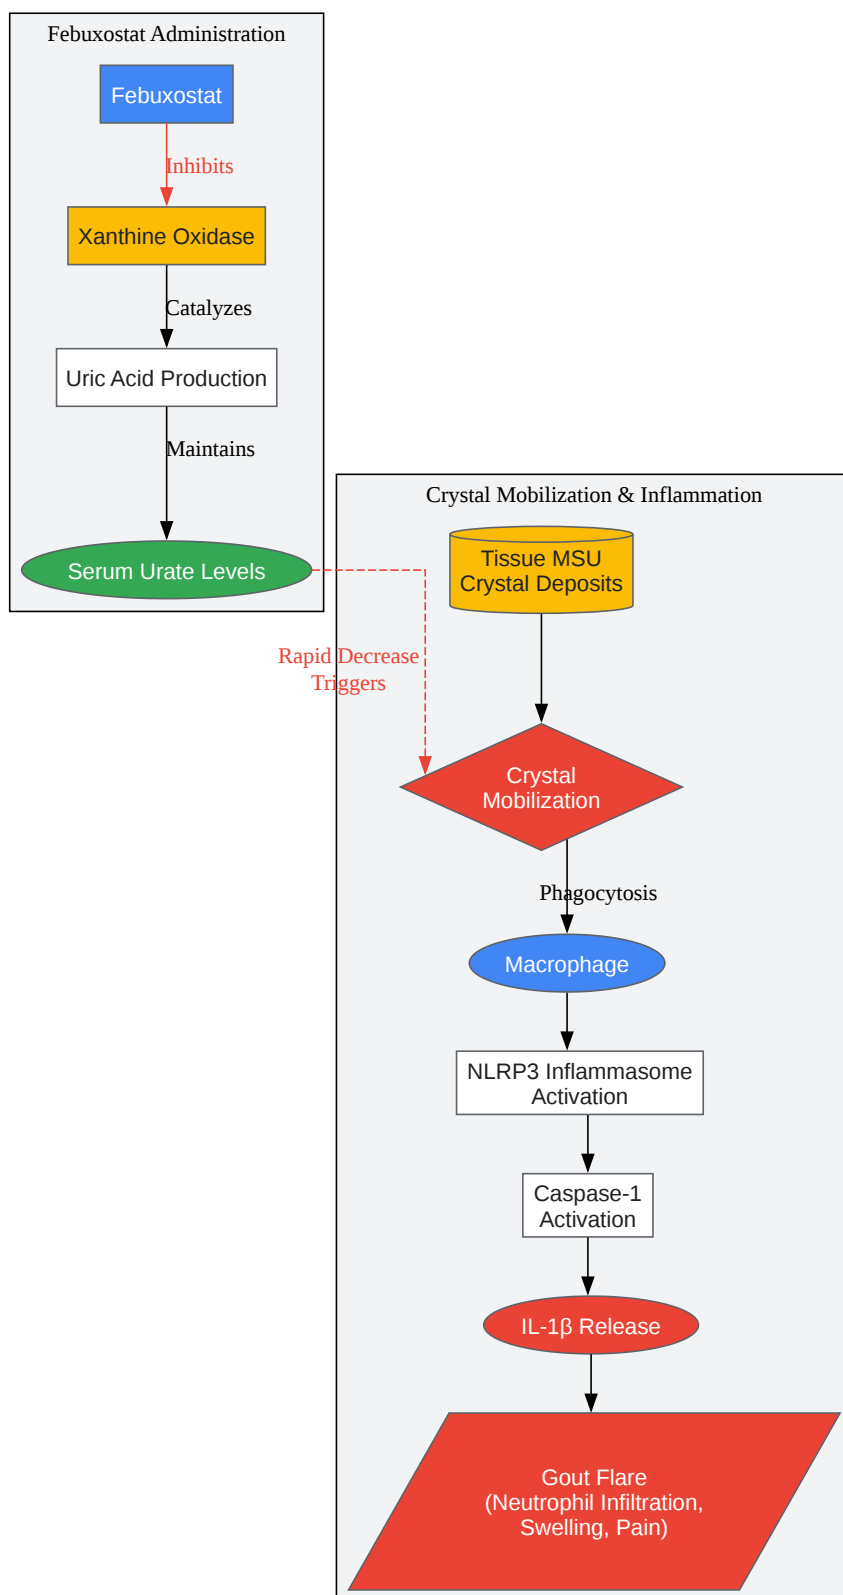 Febuxostat Administration
Febuxostat
Inhibits
Xanthine Oxidase
Catalyzes
Uric Acid Production
Maintains
Serum Urate Levels
Crystal Mobilization & Inflammation
Tissue MSU
Crystal Deposits
Rapid Decrease
Triggers
Crystal
Mobilization
Phagocytosis
Macrophage
NLRP3 Inflammasome
Activation
Caspase-1
Activation
IL-1β Release
Gout Flare
(Neutrophil Infiltration,
Swelling, Pain)